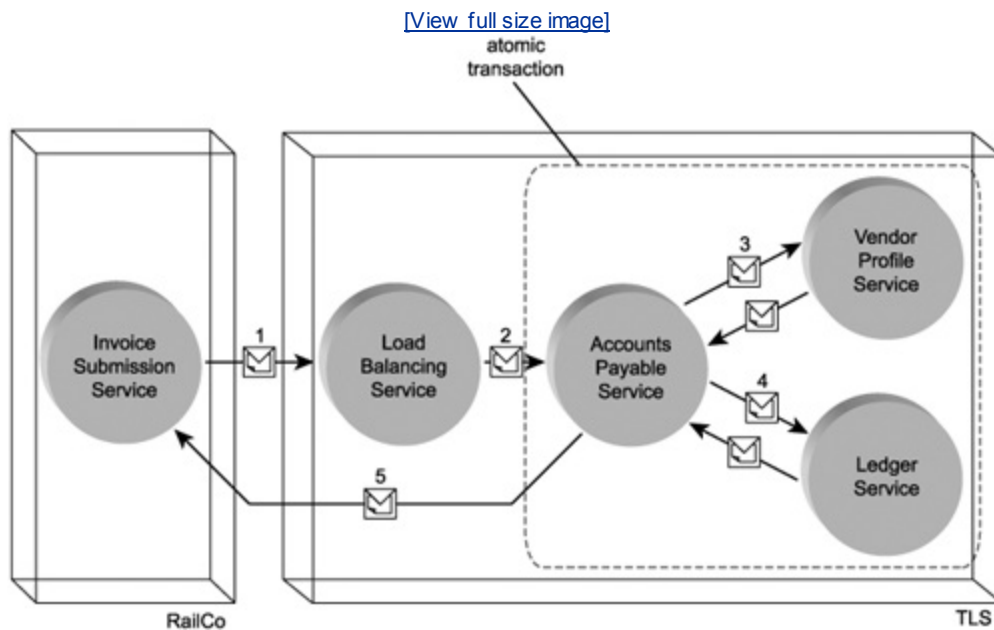 [View full size image]
atomic
transaction
Invoice
Submission
Service
1
Load
Balancing
Service
2
Accounts
Payable
Service
3
Vendor
Profile
Service
4
Ledger
Service
5
RailCo
TLS